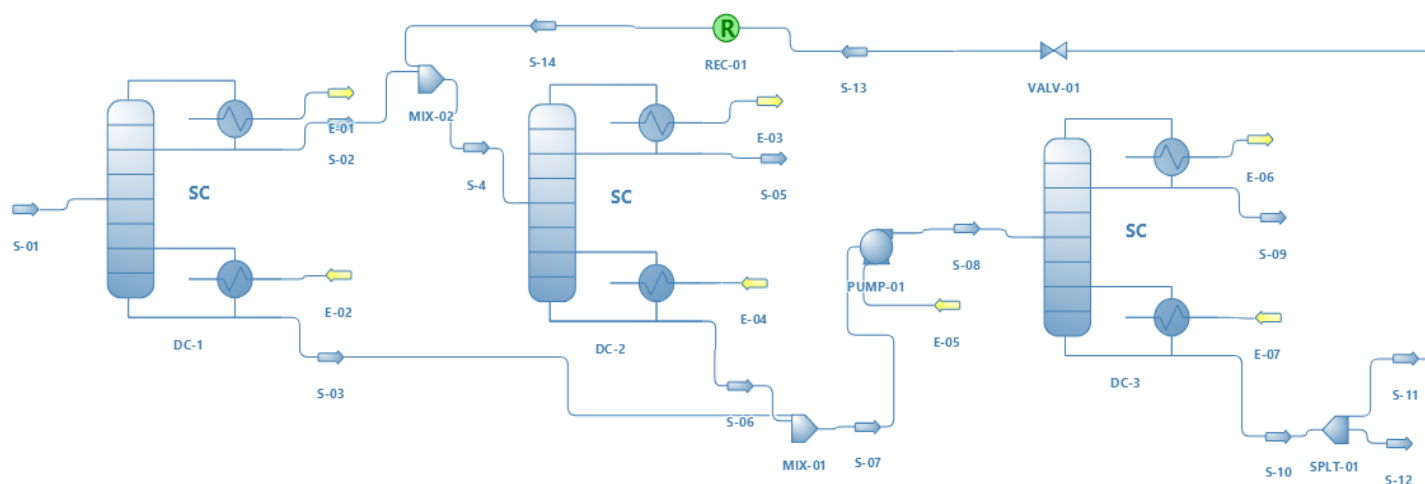 R
S-14
REC-01
S-13
VALV-01
MIX-02
E-01
S-02
E-03
S-4
S-05
E-06
SC
SC
SC
S-01
S-09
S-08
PUMP-01
E-02
E-04
E-05
E-07
DC-1
DC-2
DC-3
S-03
S-06
S-11
MIX-01
S-07
S-10
SPLT-01
S-12